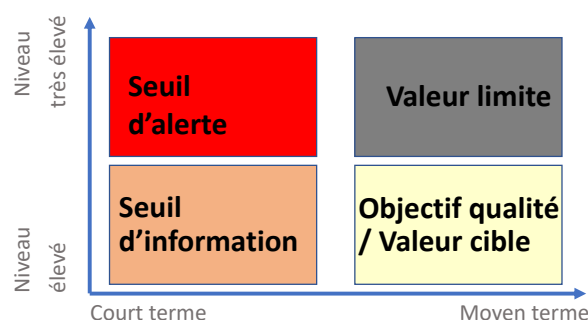 Niveau
très élevé
Seuil
d'alerte
Valeur limite
Niveau
élevé
Seuil
d'information
Objectif qualité
/ Valeur cible
Court terme
Moyen terme